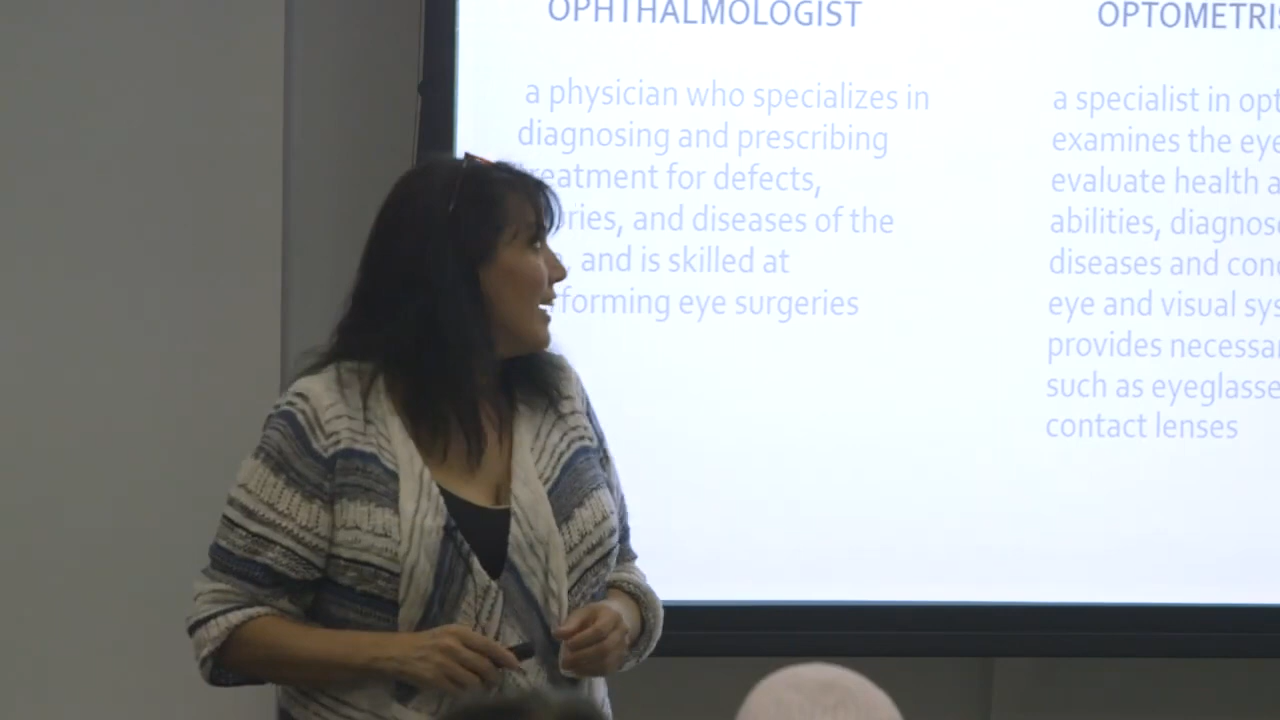 OPHTHALMOLOGIST
a physician who specializes in
diagnosing and prescribing
treatment for defects,
and diseases of the
and is skilled at
eye surgeries
OPTOMETRIS
a specialist in opt
examines the eye
evaluate health a
abilities, diagnos
diseases and con
eye and visual sys
provides necessa
such as eyeglasse
contact lenses